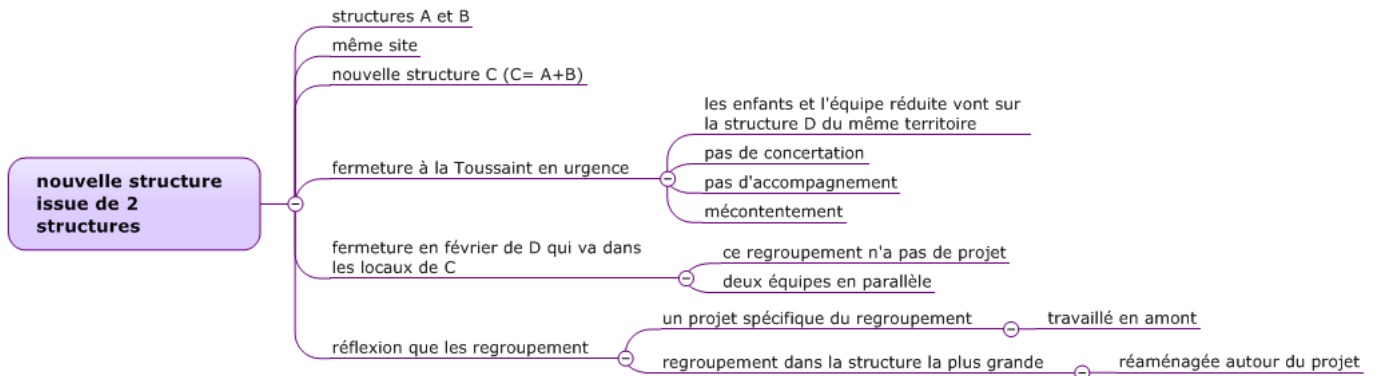 nouvelle structure
issue de 2
structures
structures A et B
même site
nouvelle structure C (C= A+B)
fermeture à la Toussaint en urgence
les enfants et l'équipe réduite vont sur
la structure D du même territoire
pas de concertation
pas d'accompagnement
mécontentement
fermeture en février de D qui va dans
les locaux de C
ce regroupement n'a pas de projet
deux équipes en parallèle
réflexion que les regroupement
un projet spécifique du regroupement
travaillé en amont
regroupement dans la structure la plus grande
réaménagée autour du projet